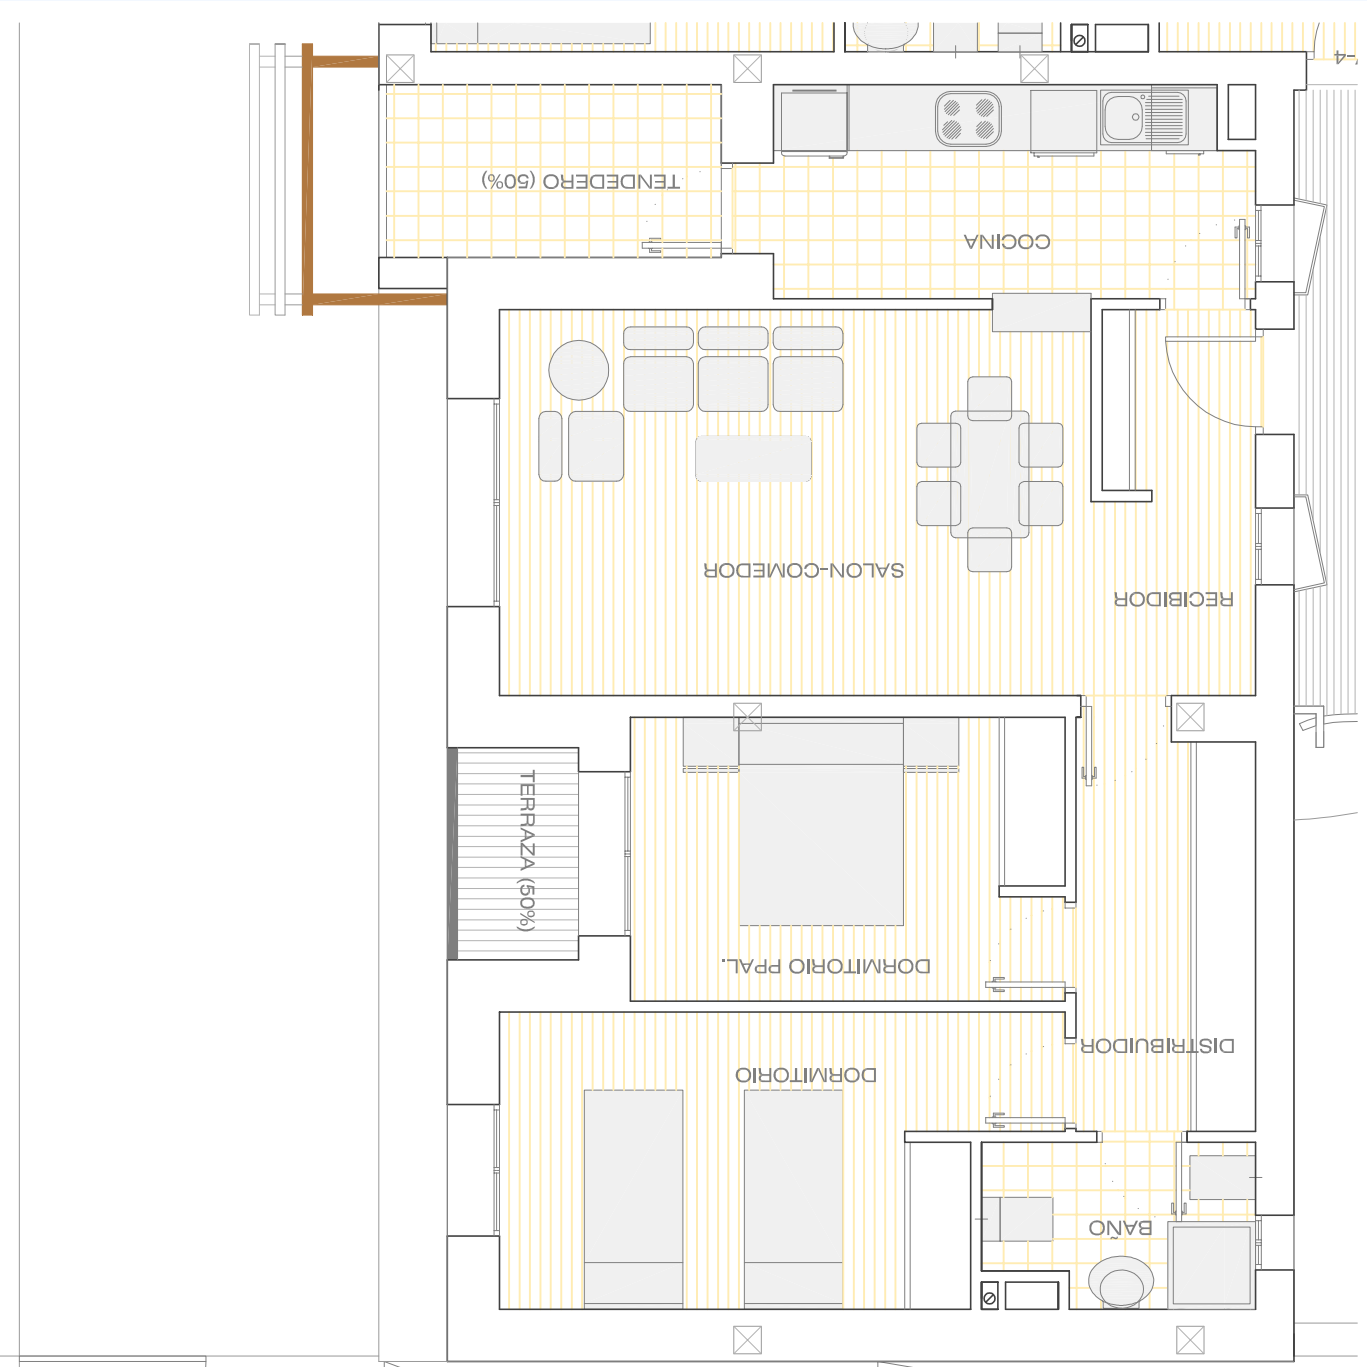 TENDEDERO (50%)
COCINA
SALON-COMEDOR
RECIBIDOR
TERRAZA (50%)
DORMITORIO PPAL.
DISTRIBUIDOR
DORMITORIO
BAÑO